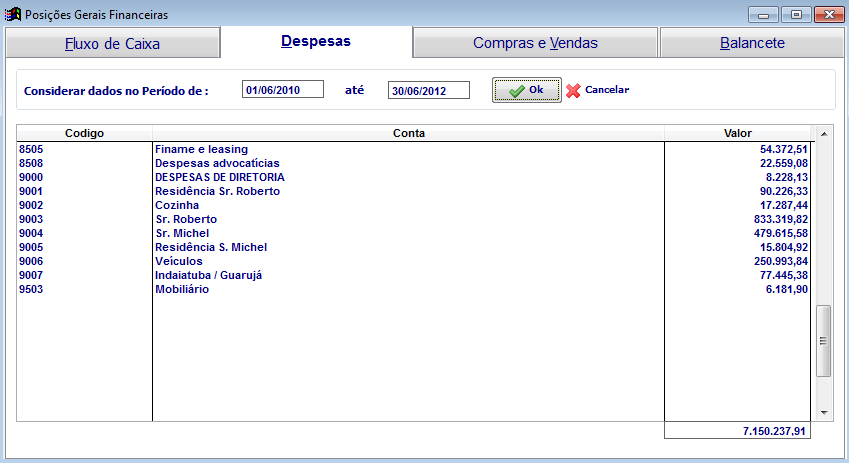 Posições Gerais Financeiras
Fluxo de Caixa Despesas Compras e Vendas Balancete
Considerar dados no Período de : 01/06/2010 até 30/06/2012 Ok Cancelar
Codigo Conta Valor
8505 Finame e leasing 54.372,51
8508 Despesas advocatícias 22.559,08
9000 DESPESAS DE DIRETORIA 8.228,13
9001 Residência Sr. Roberto 90.226,33
9002 Cozinha 17.287,44
9003 Sr. Roberto 833.319,82
9004 Sr. Michel 479.615,58
9005 Residência S. Michel 15.804,92
9006 Veículos 250.993,84
9007 Indaiatuba / Guarujá 77.445,38
9503 Mobiliário 6.181,90
7.150.237,91